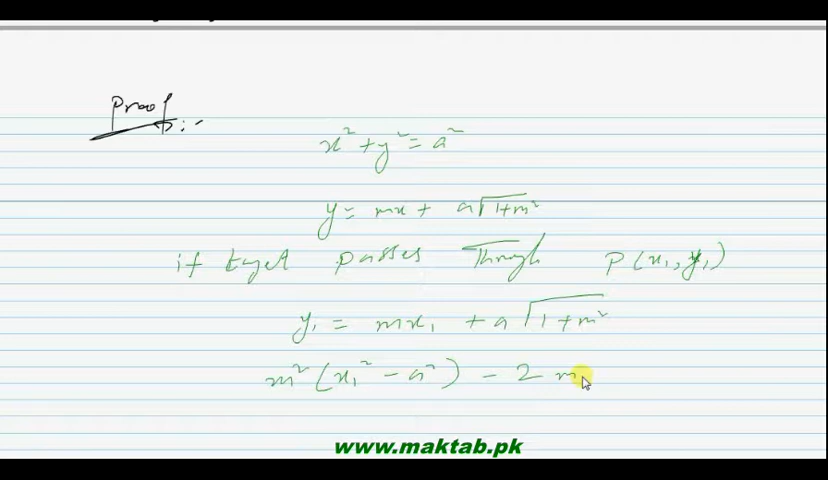 Proof :-
x² + y² = a²
y = mx + a√1+m²
if tnget passes Through P(x₁, y₁)
y₁ = mx₁ + a√1+m²
m²(x₁² - a²) - 2m
www.maktab.pk